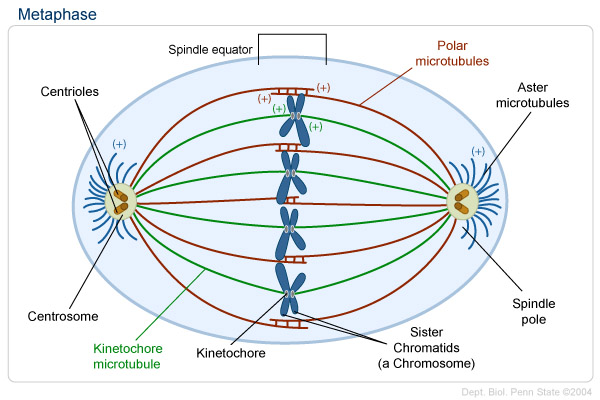 Metaphase
Spindle equator
Polar
microtubules
Centrioles
Aster
microtubules
(+)
(+)
(+)
(+)
(+)
(+)
Centrosome
Spindle
pole
Kinetochore
microtubule
Kinetochore
Sister
Chromatids
(a Chromosome)
Dept. Biol. Penn State ©2004